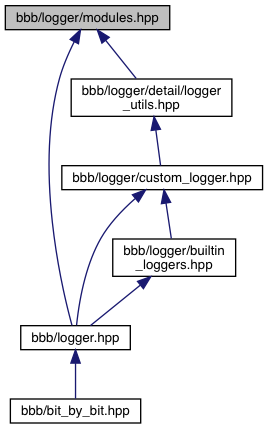 bbb/logger/modules.hpp
bbb/logger/detail/logger
_utils.hpp
bbb/logger/custom_logger.hpp
bbb/logger/builtin
_loggers.hpp
bbb/logger.hpp
bbb/bit_by_bit.hpp